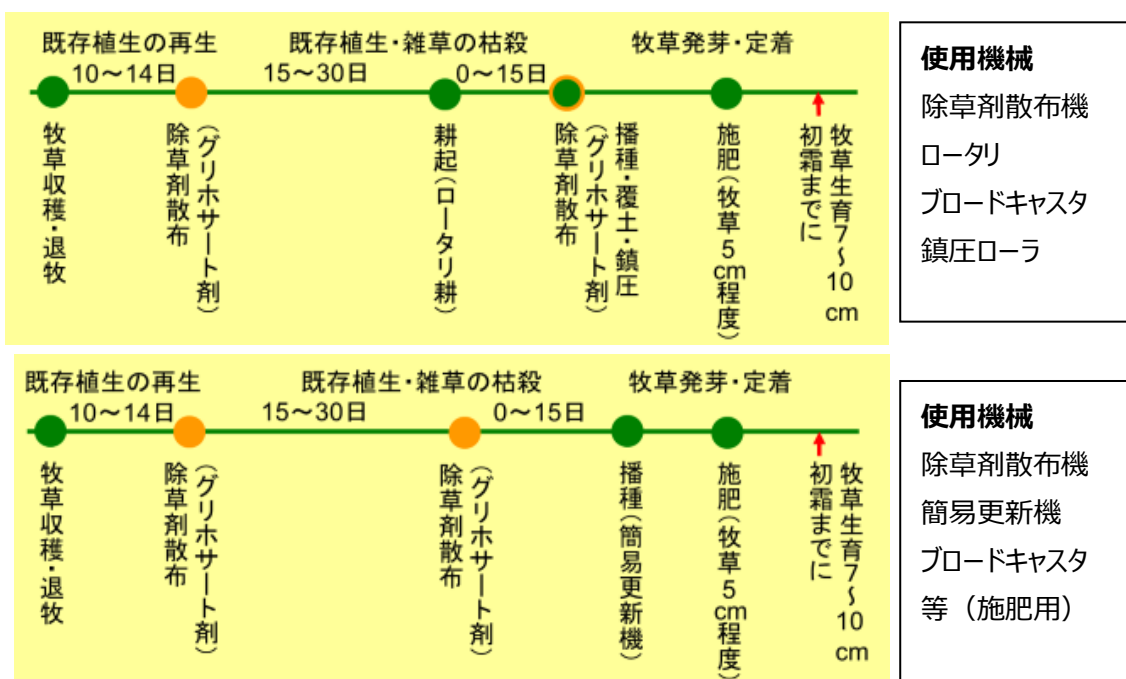 既存植生の再生
既存植生・雑草の枯殺
牧草発芽・定着
10～14日
15～30日
0～15日
牧草収穫・退牧
除草剤散布
（グリホサート剤）
耕起（ロータリ耕）
播種・覆土・鎮圧
（グリホサート剤）
除草剤散布
施肥（牧草5cm程度）
牧草生育7～10cm
初霜までに
使用機械
除草剤散布機
ロータリ
ブロードキャスタ
鎮圧ローラ
既存植生の再生
既存植生・雑草の枯殺
牧草発芽・定着
10～14日
15～30日
0～15日
牧草収穫・退牧
（グリホサート剤）
除草剤散布
（グリホサート剤）
除草剤散布
播種（簡易更新機）
施肥（牧草5cm程度）
牧草生育7～10cm
初霜までに
使用機械
除草剤散布機
簡易更新機
ブロードキャスタ
等（施肥用）